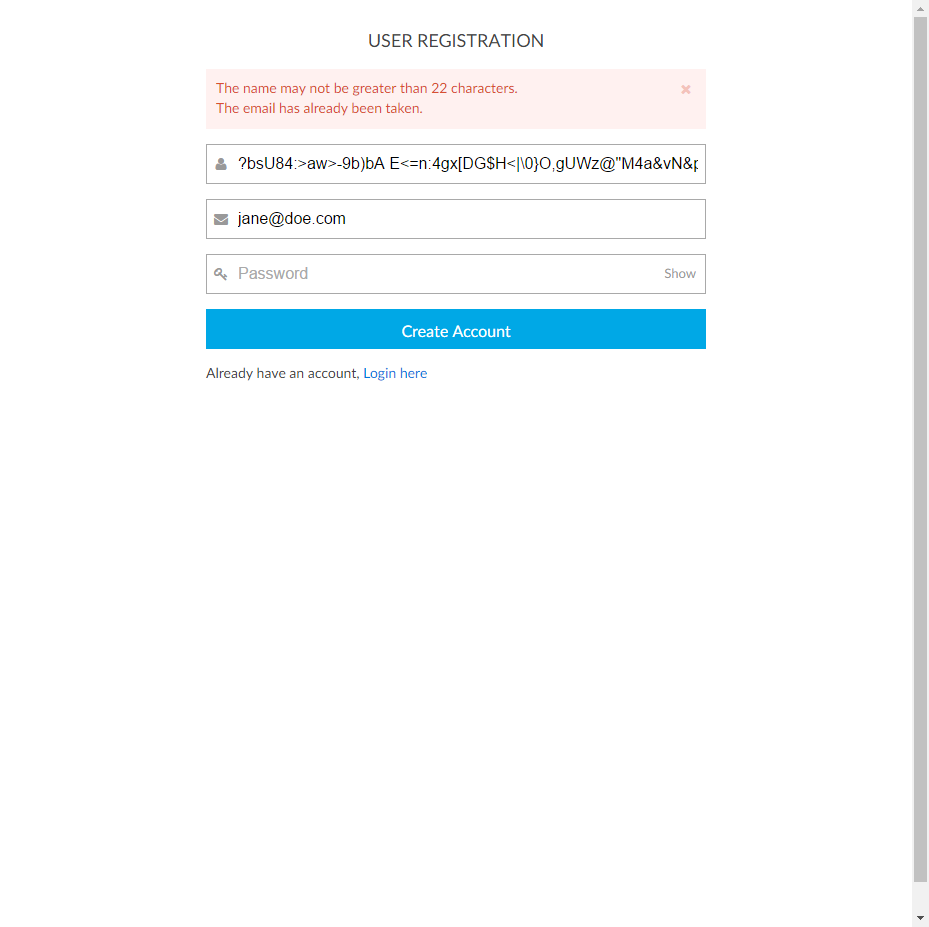 USER REGISTRATION
The name may not be greater than 22 characters.
The email has already been taken.
?bsU84:>aw>-9b)bA E<=n:4gx[DG$H<|\0}O,gUWz@"M4a&vN&p
jane@doe.com
Password Show
Create Account
Already have an account, Login here